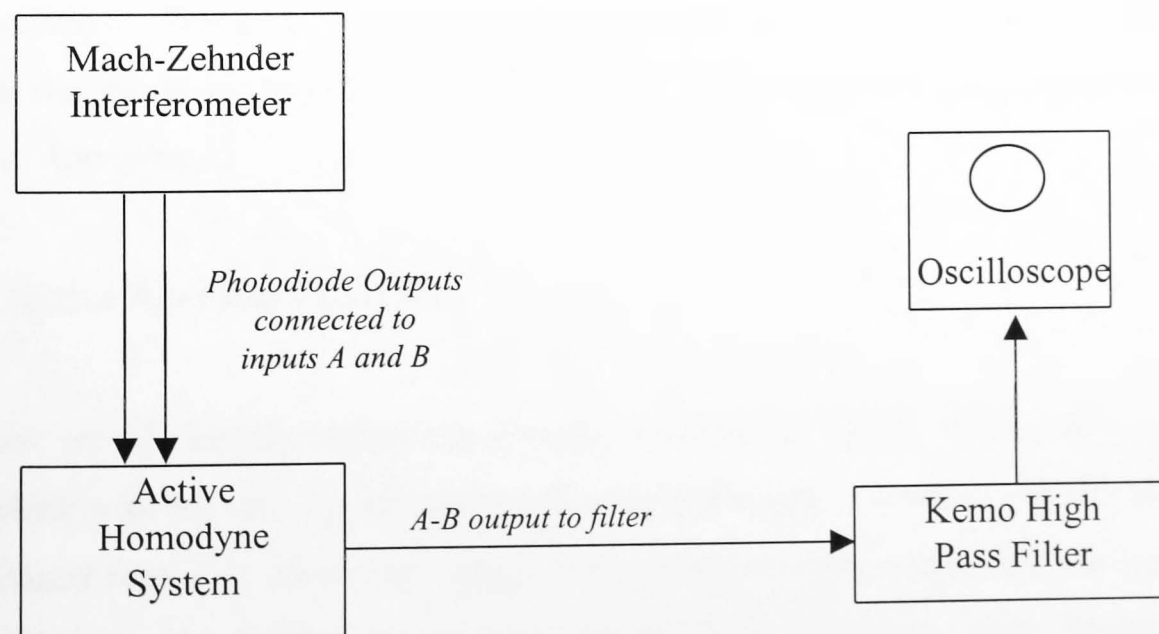 Mach-Zehnder
Interferometer
Photodiode Outputs
connected to
inputs A and B
Oscilloscope
Active
Homodyne
System
A-B output to filter
Kemo High
Pass Filter